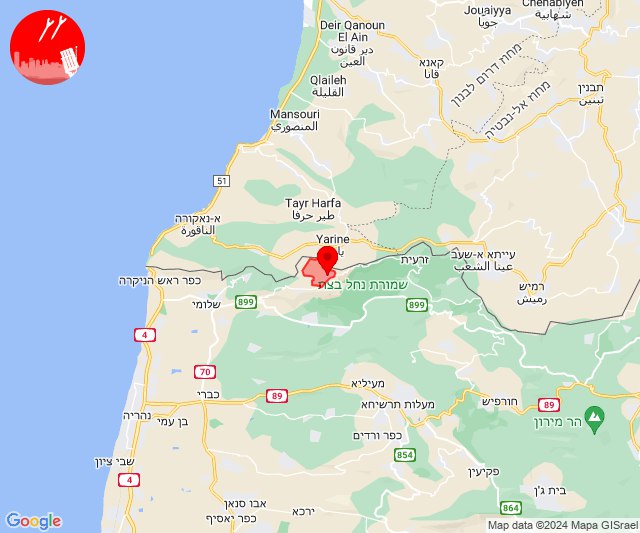 Chehabiyeh
شهابية
Jouaiyya
جويا
Deir Qanoun
El Ain
دير قانون
العين
קאנא
قانا
מחוז דרום לבנון
מחוז אל-נבטיה
תבנין
تبنين
Qlaileh
القليلة
Mansouri
المنصوري
51
Tayr Harfa
طير حرفا
א-נאקורה
الناقورة
Yarine
זרעית
עייתא א-שעב
عيتا الشعب
רמיש
رميش
כפר ראש הניקרה
שמורת נחל בצת
שלומי
899
899
4
70
כברי
מעיליא
89
מעלות תרשיחא
חורפיש
89
הר מירון
נהריה
בן עמי
כפר ורדים
854
שבי ציון
4
פקיעין
בית ג'ן
אבו סנאן
ירכא
864
כפר יאסיף
Google
Map data ©2024 Mapa GISrael